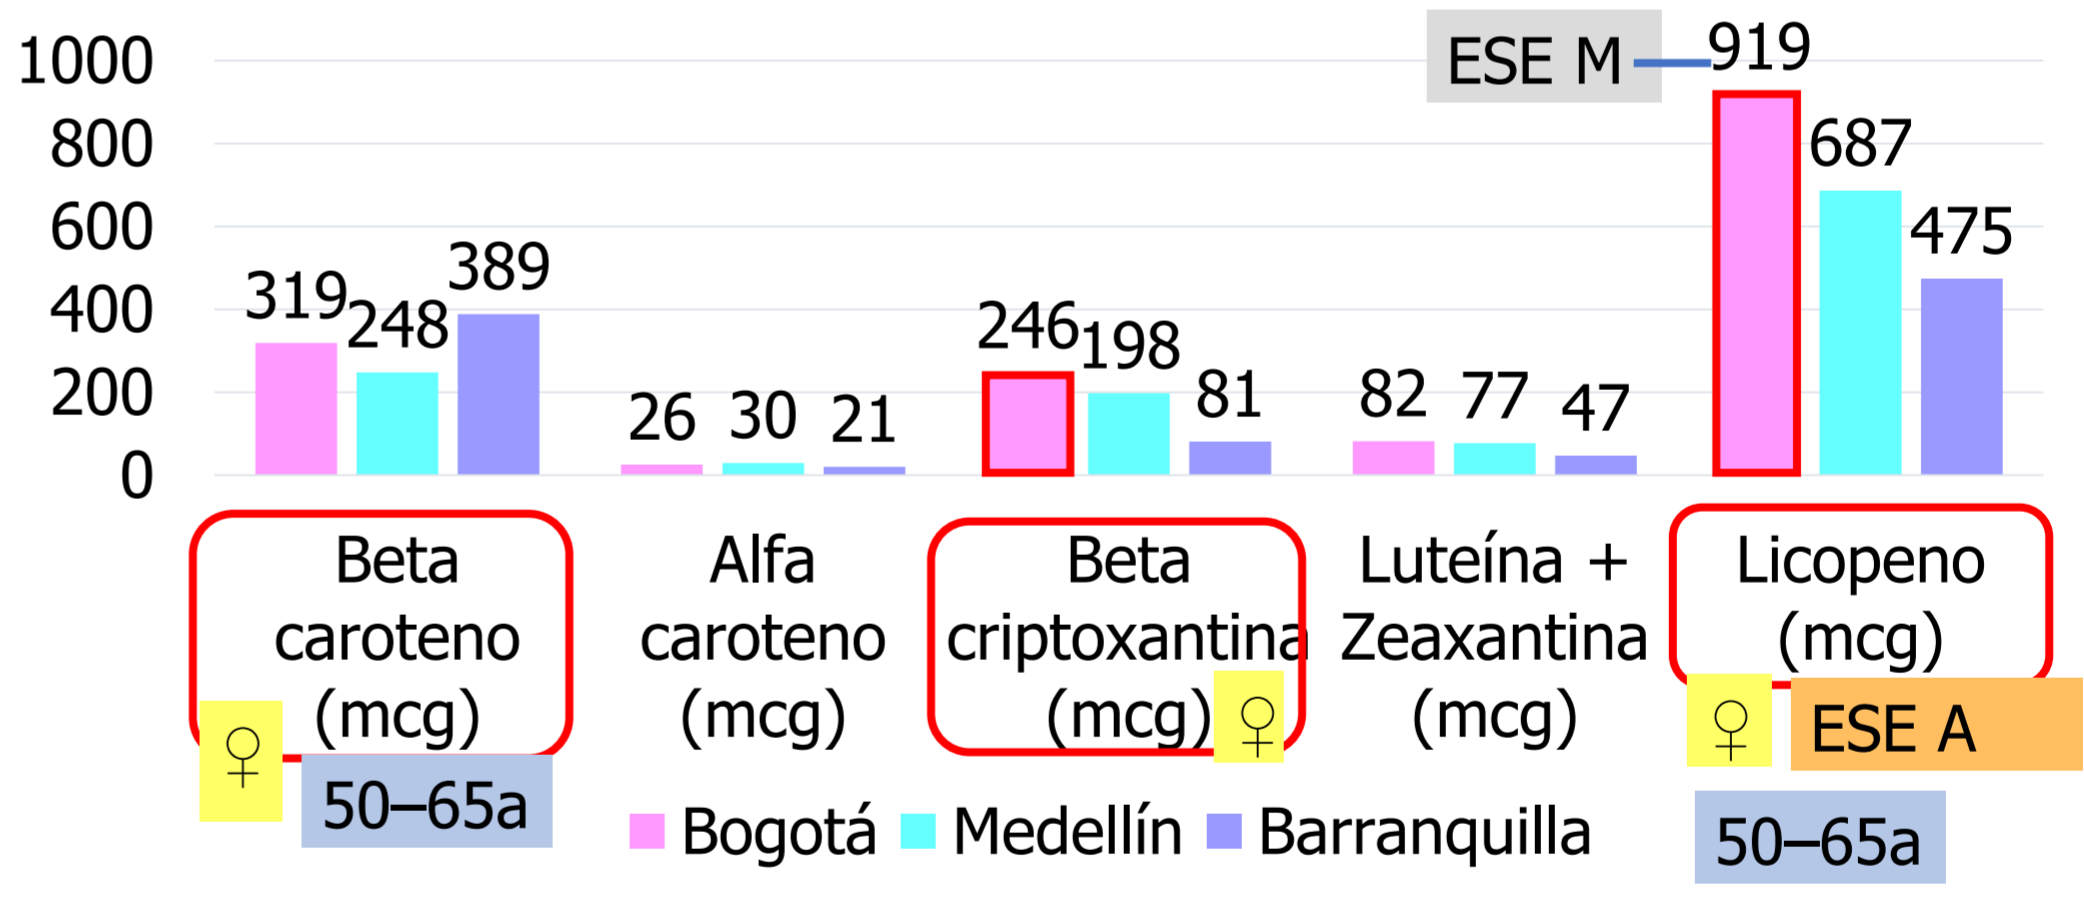 1000
800
600
400
200
0
ESE M
919
687
475
319
248
389
26
30
21
246
198
81
82
77
47
Beta
caroteno
(mcg)
♀
50–65a
Alfa
caroteno
(mcg)
Beta
criptoxantina
(mcg)
♀
Luteína +
Zeaxantina
(mcg)
Licopeno
(mcg)
♀
ESE A
50–65a
Bogotá Medellín Barranquilla